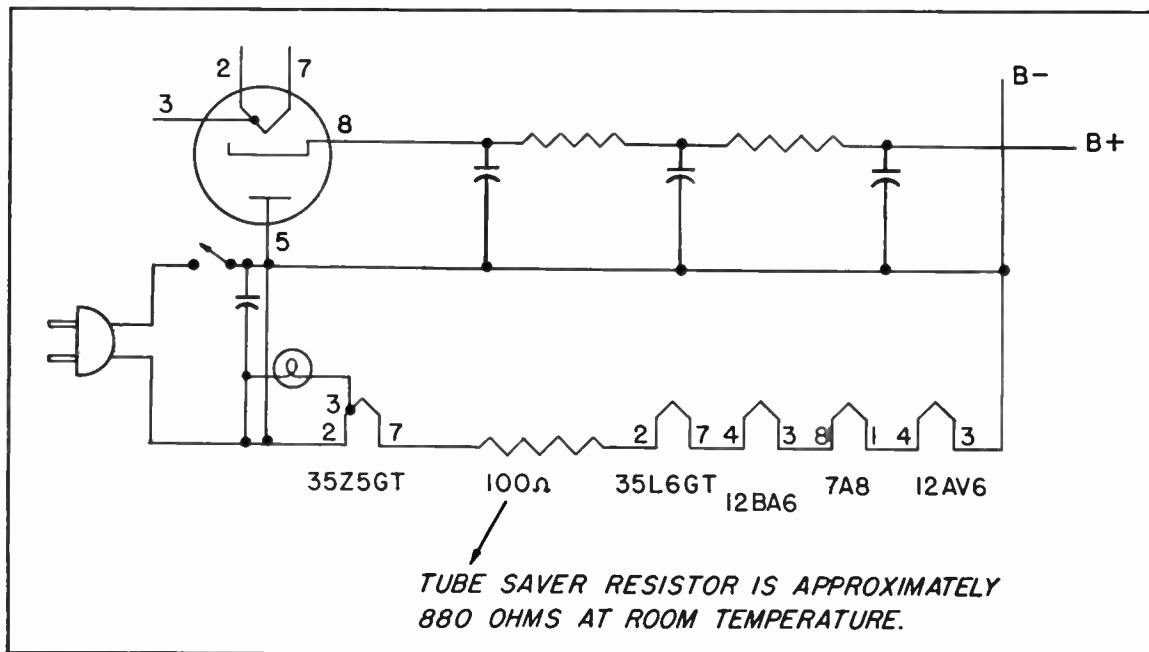 2 7
3
8
B-
B+
5
3
2 7 2 7 4 3 8 1 4 3
35Z5GT 100Ω 35L6GT 12BA6 7A8 12AV6
TUBE SAVER RESISTOR IS APPROXIMATELY
880 OHMS AT ROOM TEMPERATURE.